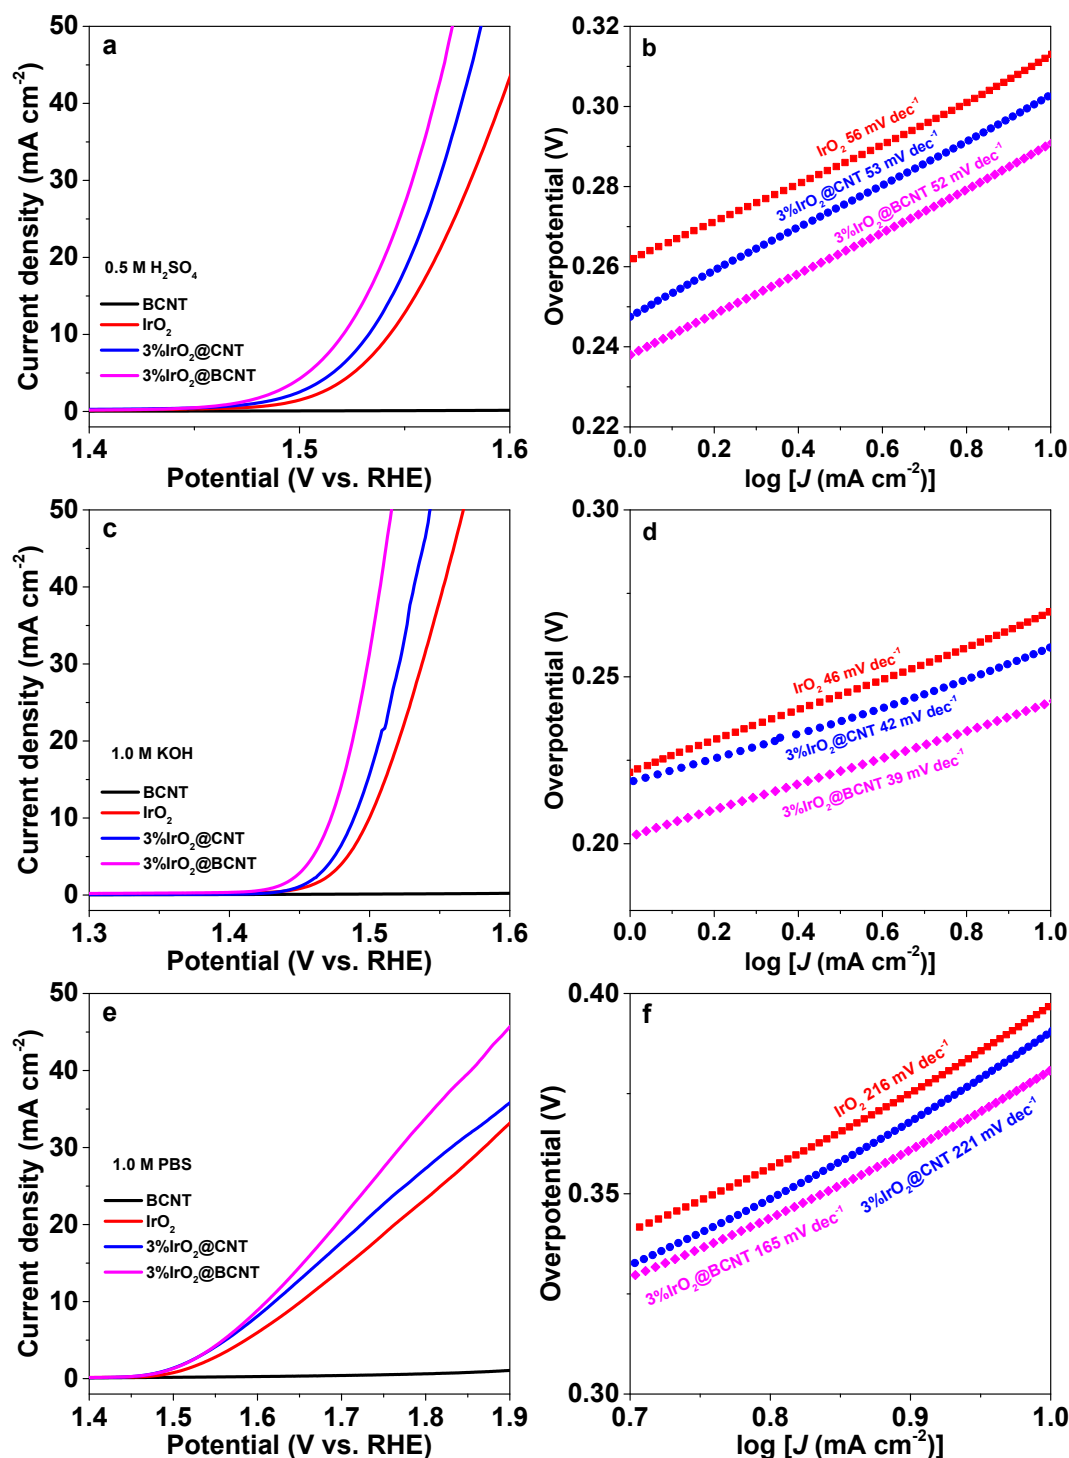 a
50
40
30
20
10
0
Current density (mA cm⁻²)
0.5 M H₂SO₄
BCNT
IrO₂
3%IrO₂@CNT
3%IrO₂@BCNT
1.4 1.5 1.6
Potential (V vs. RHE)
b
0.32
0.30
0.28
0.26
0.24
0.22
Overpotential (V)
IrO₂ 56 mV dec⁻¹
3%IrO₂@CNT 53 mV dec⁻¹
3%IrO₂@BCNT 52 mV dec⁻¹
0.0 0.2 0.4 0.6 0.8 1.0
log [J (mA cm⁻²)]
c
50
40
30
20
10
0
Current density (mA cm⁻²)
1.0 M KOH
BCNT
IrO₂
3%IrO₂@CNT
3%IrO₂@BCNT
1.3 1.4 1.5 1.6
Potential (V vs. RHE)
d
0.30
0.25
0.20
Overpotential (V)
IrO₂ 46 mV dec⁻¹
3%IrO₂@CNT 42 mV dec⁻¹
3%IrO₂@BCNT 39 mV dec⁻¹
0.0 0.2 0.4 0.6 0.8 1.0
log [J (mA cm⁻²)]
e
50
40
30
20
10
0
Current density (mA cm⁻²)
1.0 M PBS
BCNT
IrO₂
3%IrO₂@CNT
3%IrO₂@BCNT
1.4 1.5 1.6 1.7 1.8 1.9
Potential (V vs. RHE)
f
0.40
0.35
0.30
Overpotential (V)
IrO₂ 216 mV dec⁻¹
3%IrO₂@CNT 221 mV dec⁻¹
3%IrO₂@BCNT 165 mV dec⁻¹
0.7 0.8 0.9 1.0
log [J (mA cm⁻²)]